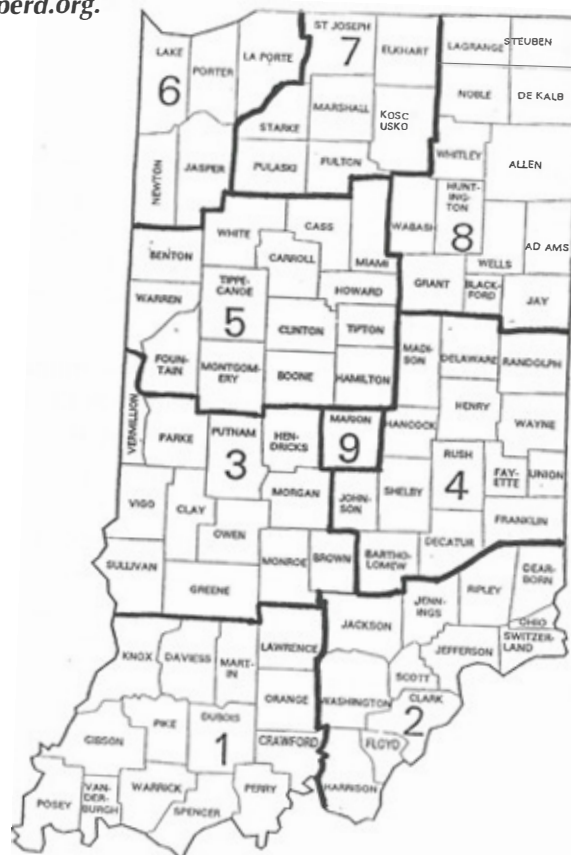 perd.org.
ST JOSEPH
7
ELKHART
LAGRANGE
STEUBEN
LAKE
6
PORTER
LA PORTE
NOBLE
DE KALB
MARSHALL
KOSC
USKO
STARKE
WHITLEY
ALLEN
NEWTON
JASPER
PULASKI
FULTON
HUNT-
ING-
TON
8
WABASH
WHITE
CASS
MIAMI
AD AMS
BENTON
CARROLL
WELLS
GRANT
BLACK-
FORD
JAY
TIPPE-
CANOE
5
HOWARD
WARREN
CLINTON
TIPTON
MADI-
SON
DELAWARE
RANDOLPH
FOUN-
TAIN
MONTGOM-
ERY
BOONE
HAMILTON
HENRY
WAYNE
VERMILLION
PARKE
PUTNAM
3
HEN-
DRICKS
MARION
9
HANCOCK
RUSH
4
FAY-
ETTE
UNION
VIGO
CLAY
MORGAN
JOHN-
SON
SHELBY
FRANKLIN
OWEN
DECATUR
SULLIVAN
MONROE
BROWN
BARTHO-
LOMEW
DEAR-
BORN
GREENE
RIPLEY
JEN-
NINGS
JACKSON
OHIO
SWITZER-
LAND
JEFFERSON
KNOX
DAVIESS
MART-
IN
LAWRENCE
SCOTT
ORANGE
WASHINGTON
CLARK
2
PIKE
DUBOIS
1
GIBSON
CRAWFORD
FLOYD
HARRISON
POSEY
VAN-
DER-
BURGH
WARRICK
SPENCER
PERRY